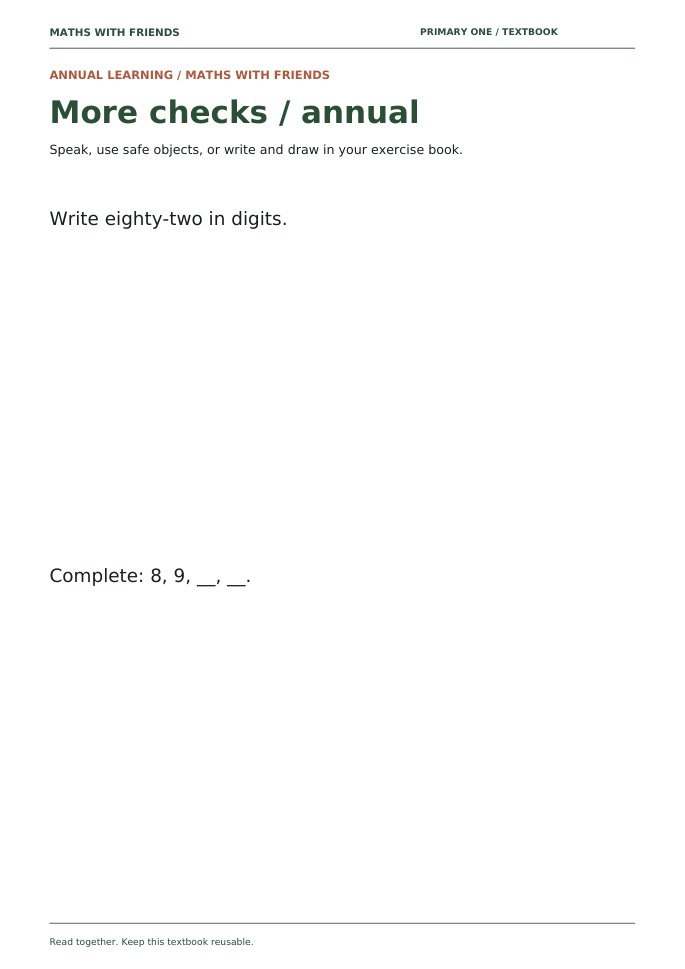 MATHS WITH FRIENDS
PRIMARY ONE / TEXTBOOK
ANNUAL LEARNING / MATHS WITH FRIENDS
More checks / annual
Speak, use safe objects, or write and draw in your exercise book.
Write eighty-two in digits.
Complete: 8, 9, __, __.
Read together. Keep this textbook reusable.